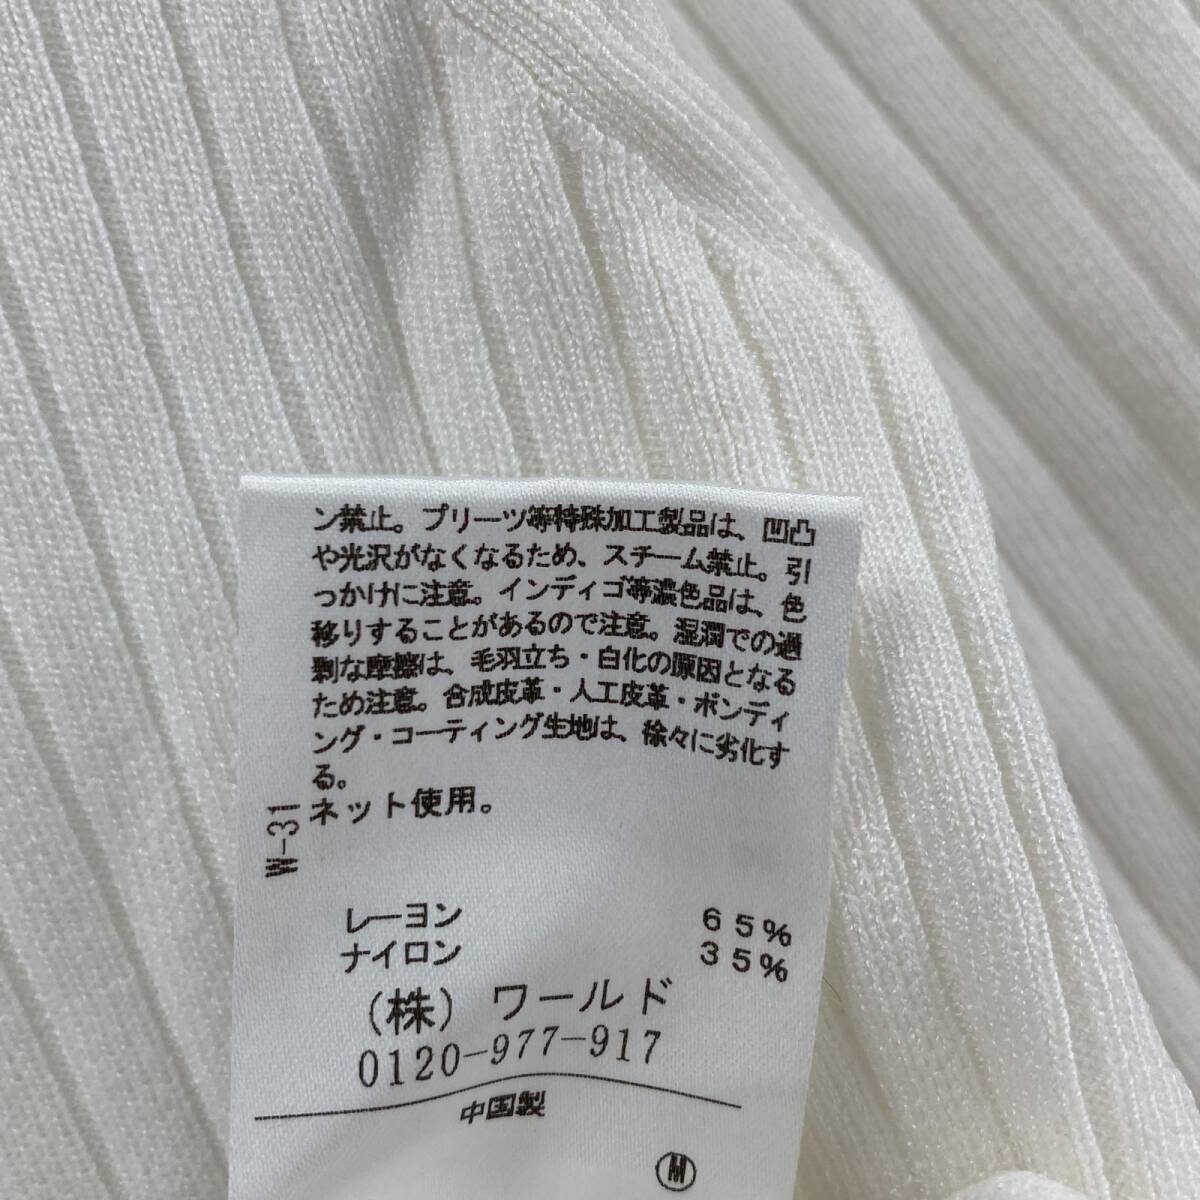 ン禁止。プリーツ等特殊加工製品は、凹凸
や光沢がなくなるため、スチーム禁止。引
っかけに注意。インディゴ等濃色品は、色
移りすることがあるので注意。湿潤での過
剰な摩擦は、毛羽立ち・白化の原因となる
ため注意。合成皮革・人工皮革・ボンディ
ング・コーティング生地は、徐々に劣化す
る。
ネット使用。
W-31
レーヨン 65%
ナイロン 35%
(株) ワールド
0120-977-917
中国製
M